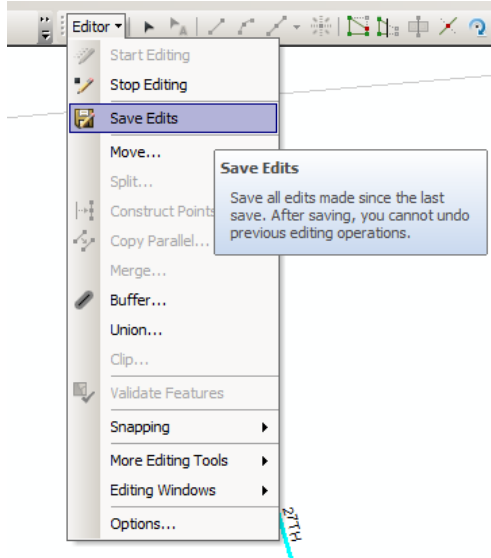 Editor
Start Editing
Stop Editing
Save Edits
Move...
Split...
Construct Points
Copy Parallel...
Merge...
Buffer...
Union...
Clip...
Validate Features
Snapping
More Editing Tools
Editing Windows
Options...
Save Edits
Save all edits made since the last
save. After saving, you cannot undo
previous editing operations.
27TH